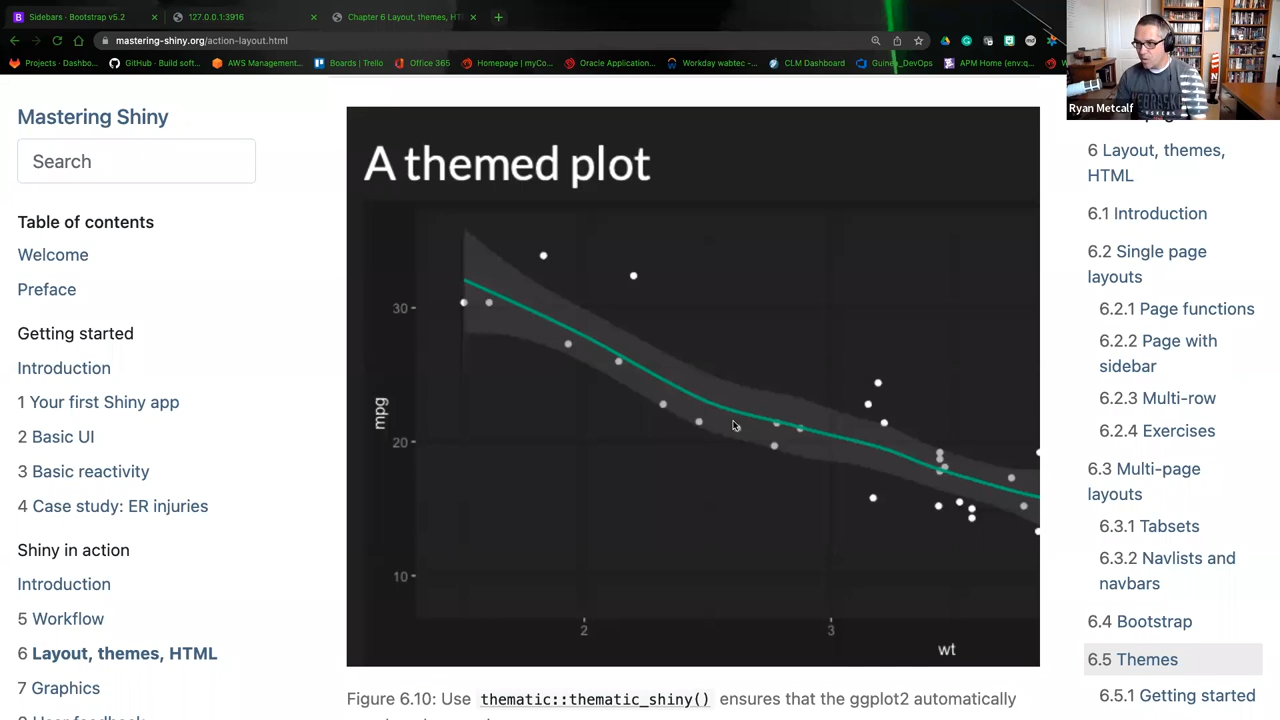 Sidebars - Bootstrap v5.2
127.0.0.1:3916
Chapter 6 Layout, themes, HT
mastering-shiny.org/action-layout.html
Projects - Dashbo...
GitHub - Build soft...
AWS Management...
Boards | Trello
Office 365
Homepage | myCo...
Oracle Application...
Workday wabtec -...
CLM Dashboard
DevOps
APM Home (env:q...
Ryan Metcalf
Mastering Shiny
Search
Table of contents
Welcome
Preface
Getting started
Introduction
1 Your first Shiny app
2 Basic UI
3 Basic reactivity
4 Case study: ER injuries
Shiny in action
Introduction
5 Workflow
6 Layout, themes, HTML
7 Graphics
8 User feedback
A themed plot
mpg
30
20
10
2
3
wt
Figure 6.10: Use thematic::thematic_shiny() ensures that the ggplot2 automatically
6 Layout, themes,
HTML
6.1 Introduction
6.2 Single page
layouts
6.2.1 Page functions
6.2.2 Page with
sidebar
6.2.3 Multi-row
6.2.4 Exercises
6.3 Multi-page
layouts
6.3.1 Tabsets
6.3.2 Navlists and
navbars
6.4 Bootstrap
6.5 Themes
6.5.1 Getting started